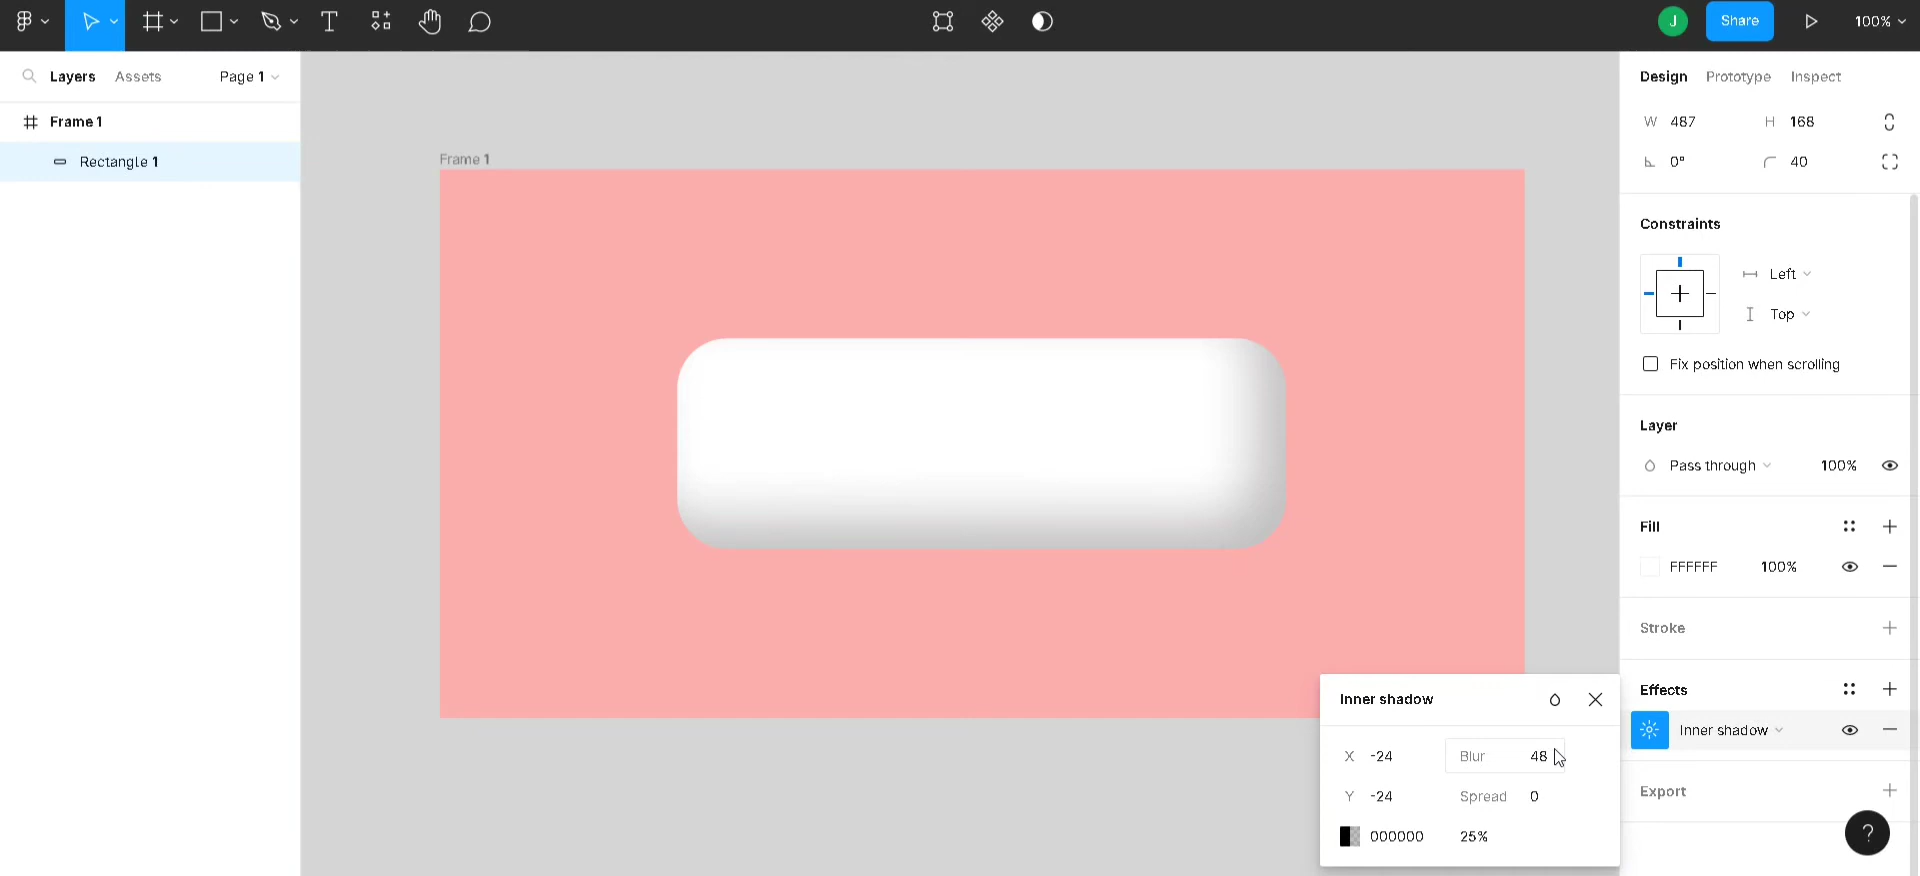 J
Share
100%
Layers
Assets
Page 1
Design
Prototype
Inspect
Frame 1
Rectangle 1
Frame 1
W 487
H 168
0°
40
Constraints
Left
Top
Fix position when scrolling
Layer
Pass through
100%
Fill
FFFFFF
100%
Stroke
Effects
Inner shadow
Export
Inner shadow
X -24
Blur 48
Y -24
Spread 0
000000
25%
?